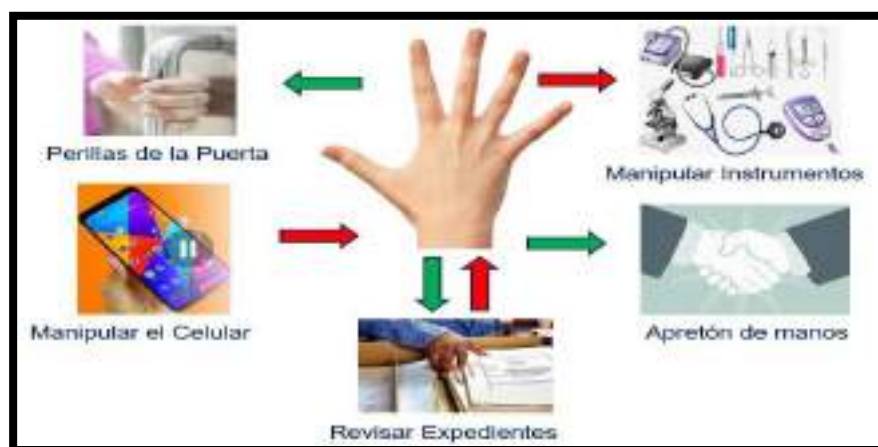 Perillas de la Puerta
Manipular Instrumentos
Manipular el Celular
Apretón de manos
Revisar Expedientes